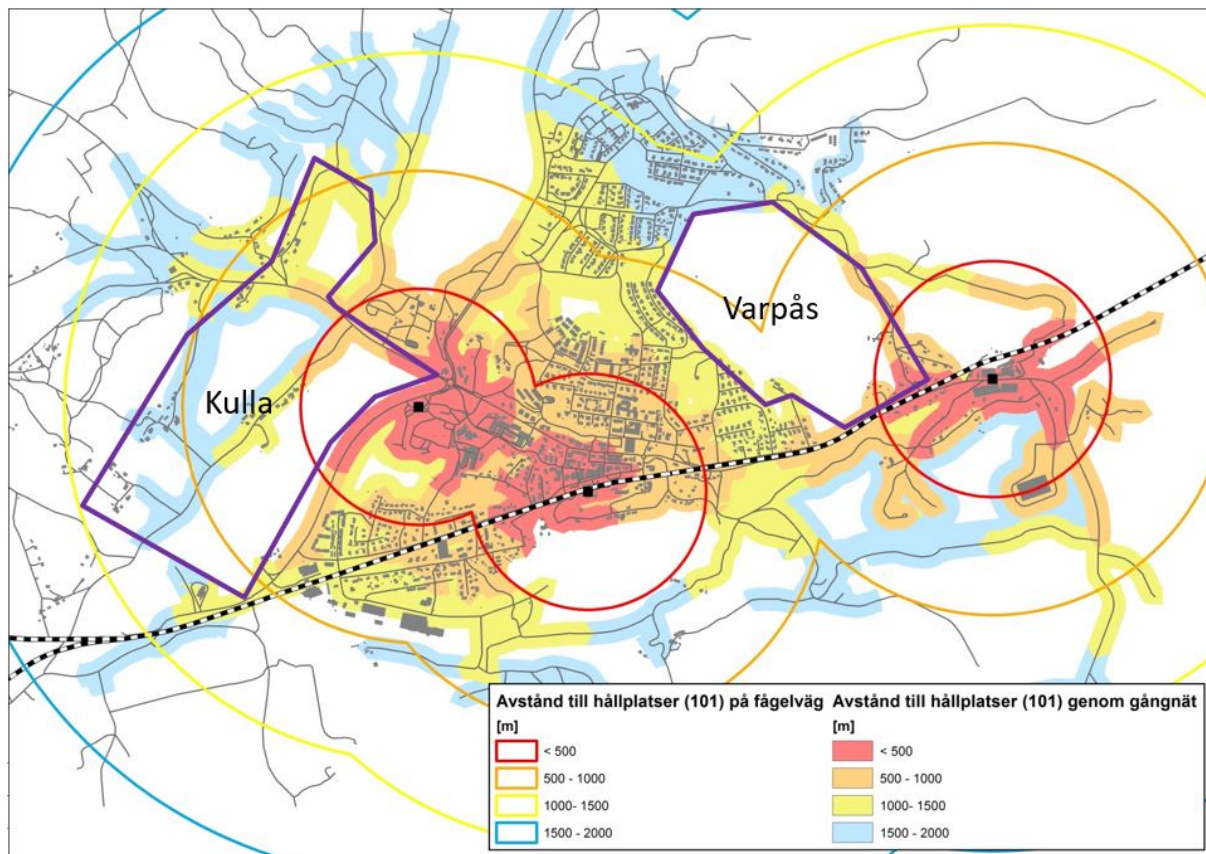 Varpås
Kulla
Avstånd till hållplatser (101) på fågelväg
[m]
< 500
500 - 1000
1000- 1500
1500 - 2000
Avstånd till hållplatser (101) genom gångnät
[m]
< 500
500 - 1000
1000 - 1500
1500 - 2000